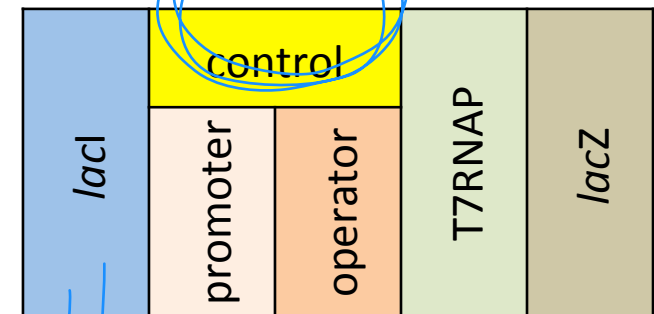 control
lacI
promoter
operator
T7RNAP
lacZ